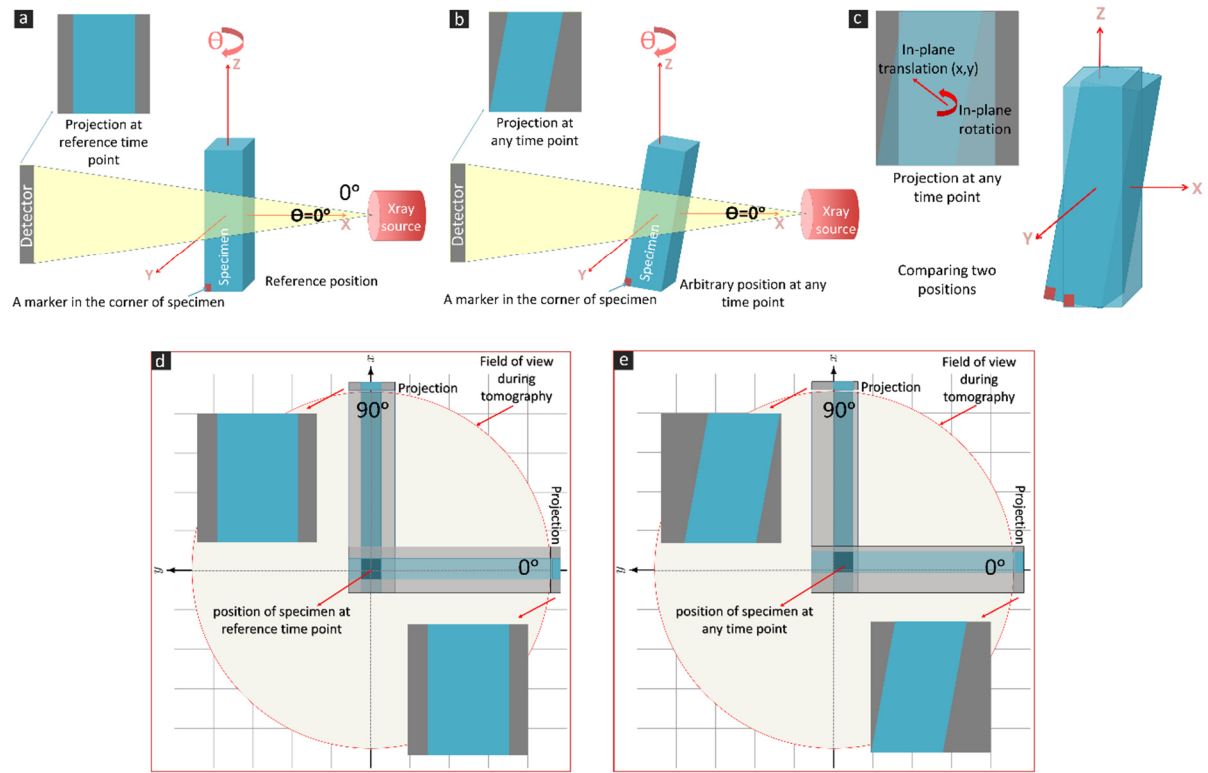 a
Θ
Z
Projection at
reference time
point
Detector
0°
Θ=0°
X
Xray
source
Y
Specimen
Reference position
A marker in the corner of specimen
b
Θ
Z
Projection at
any time point
Detector
Θ=0°
X
Xray
source
Y
Specimen
A marker in the corner of specimen
Arbitrary position at any
time point
c
In-plane
translation (x,y)
In-plane
rotation
Projection at any
time point
Z
X
Y
Comparing two
positions
d
x
Projection
90°
Field of view
during
tomography
Projection
y
0°
position of specimen at
reference time point
e
x
Projection
90°
Field of view
during
tomography
Projection
y
0°
position of specimen at
any time point